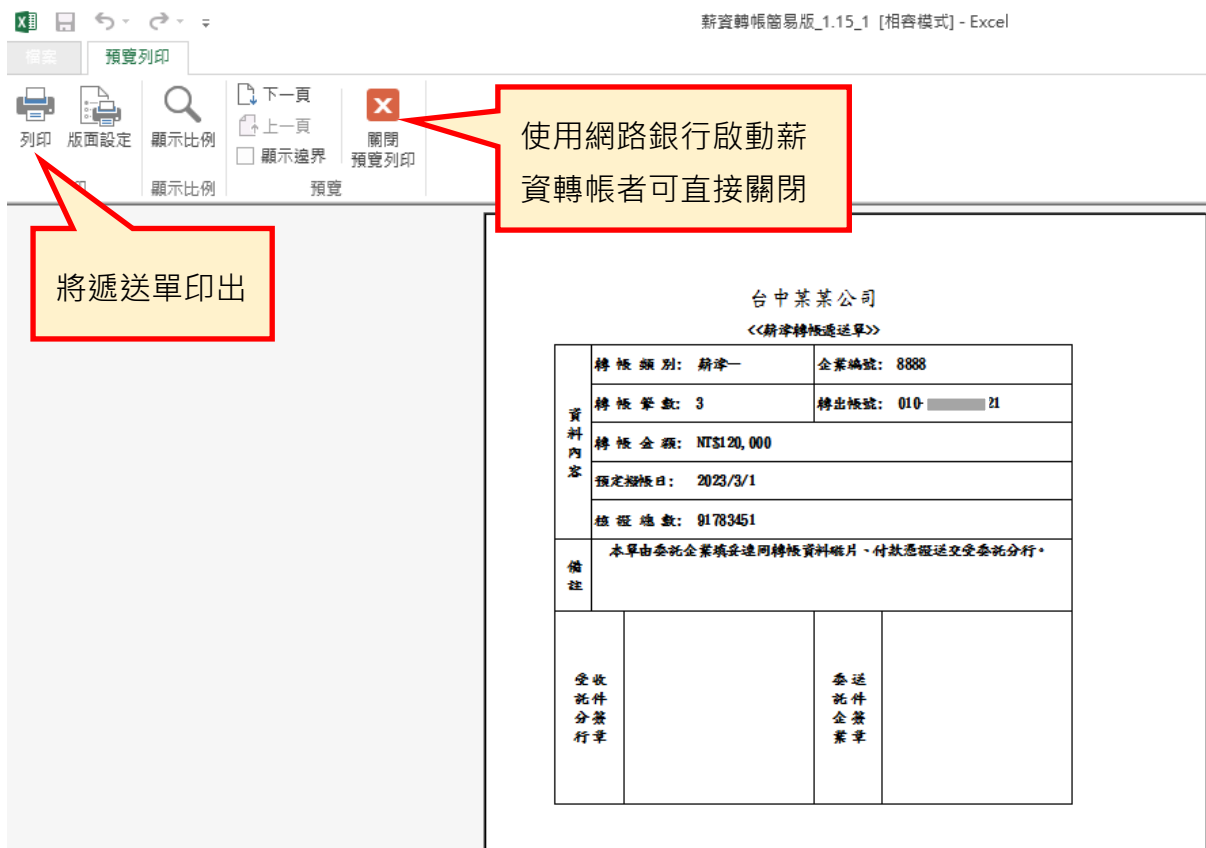 薪資轉帳簡易版_1.15_1 [相容模式] - Excel
檔案
預覽列印
列印
版面設定
顯示比例
下一頁
上一頁
顯示邊界
關閉
預覽列印
印
顯示比例
預覽
使用網路銀行啟動薪
資轉帳者可直接關閉
將遞送單印出
台中某某公司
<<薪津轉帳遞送單>>
資料內容
轉帳類別: 薪津一
企業編號: 8888
轉帳筆數: 3
轉出帳號: 010- 21
轉帳金額: NT$120,000
預定撥帳日: 2023/3/1
核證總數: 91783451
備註
本單由委託企業填妥連同轉帳資料磁片、付款憑證送交受委託分行。
受託分行
收件簽章
委託企業
送件簽章